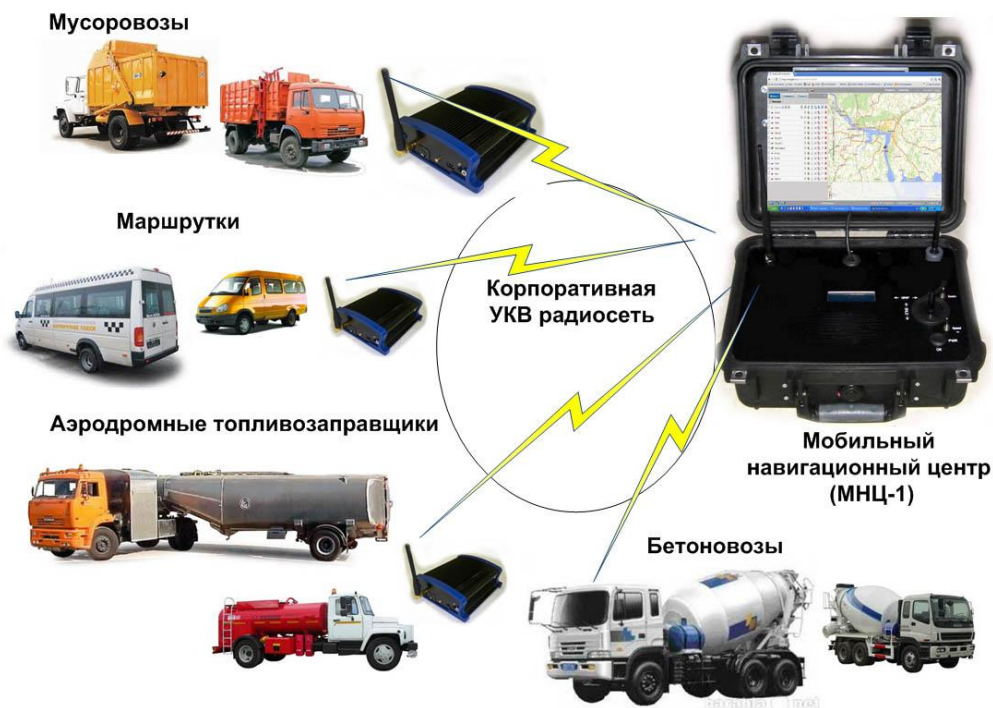 Мусоровозы
Маршрутки
Корпоративная
УКВ радиосеть
Аэродромные топливозаправщики
Мобильный
навигационный центр
(МНЦ-1)
Бетоновозы